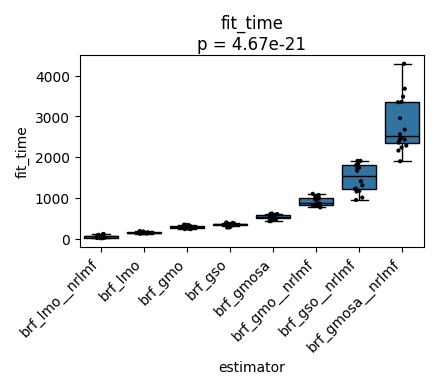 fit_time
p = 4.67e-21
fit_time
4000
3000
2000
1000
0
brf_lmo__nrlmf
brf_lmo
brf_gmo
brf_gso
brf_gmosa
brf_gmo__nrlmf
brf_gso__nrlmf
brf_gmosa__nrlmf
estimator